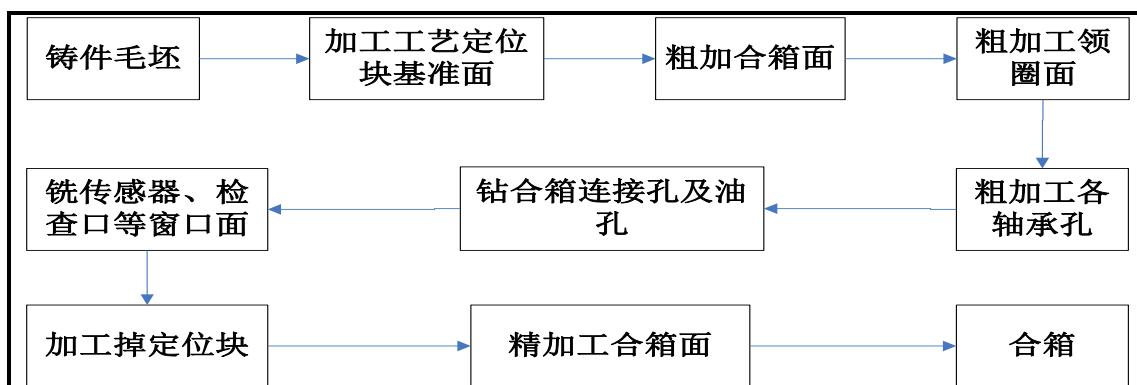 铸件毛坯
加工工艺定位
块基准面
粗加合箱面
粗加工领
圈面
粗加工各
轴承孔
钻合箱连接孔及油
孔
铣传感器、检
查口等窗口面
加工掉定位块
精加工合箱面
合箱